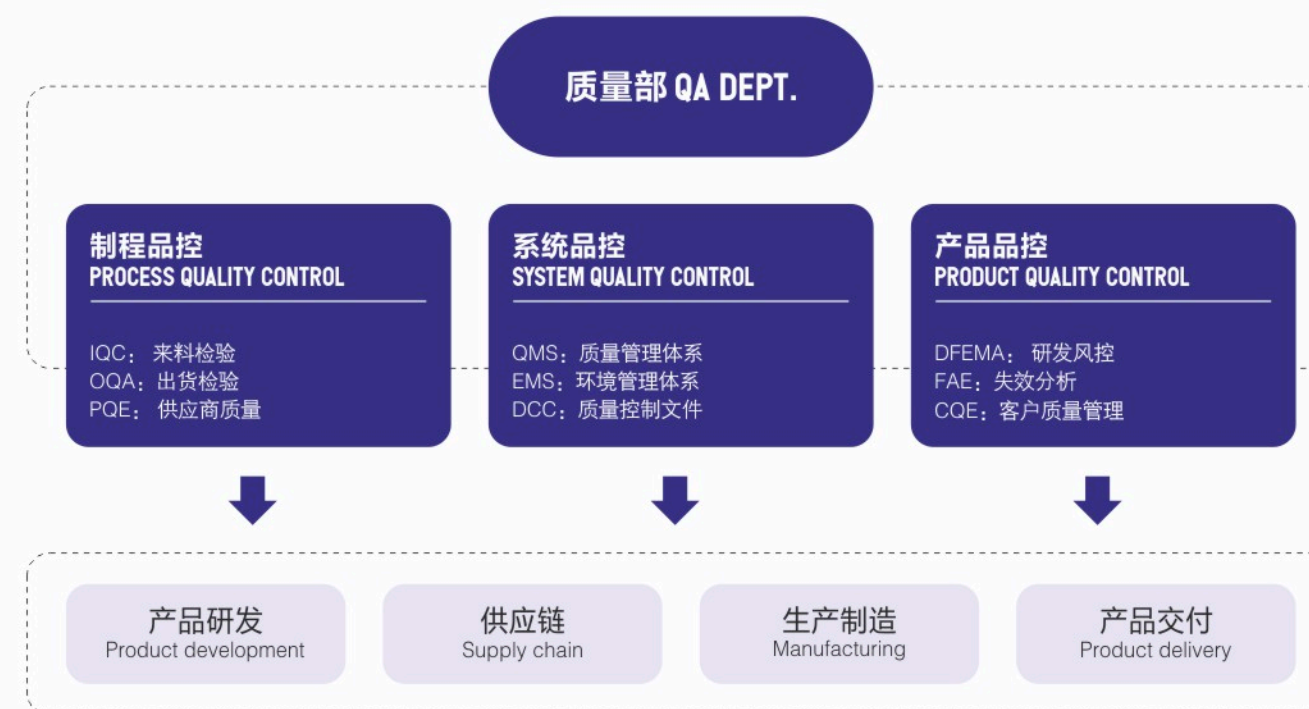 质量部 QA DEPT.
制程品控
PROCESS QUALITY CONTROL
IQC： 来料检验
OQA：出货检验
PQE： 供应商质量
系统品控
SYSTEM QUALITY CONTROL
QMS：质量管理体系
EMS：环境管理体系
DCC：质量控制文件
产品品控
PRODUCT QUALITY CONTROL
DFEMA：研发风控
FAE：失效分析
CQE：客户质量管理
产品研发
Product development
供应链
Supply chain
生产制造
Manufacturing
产品交付
Product delivery